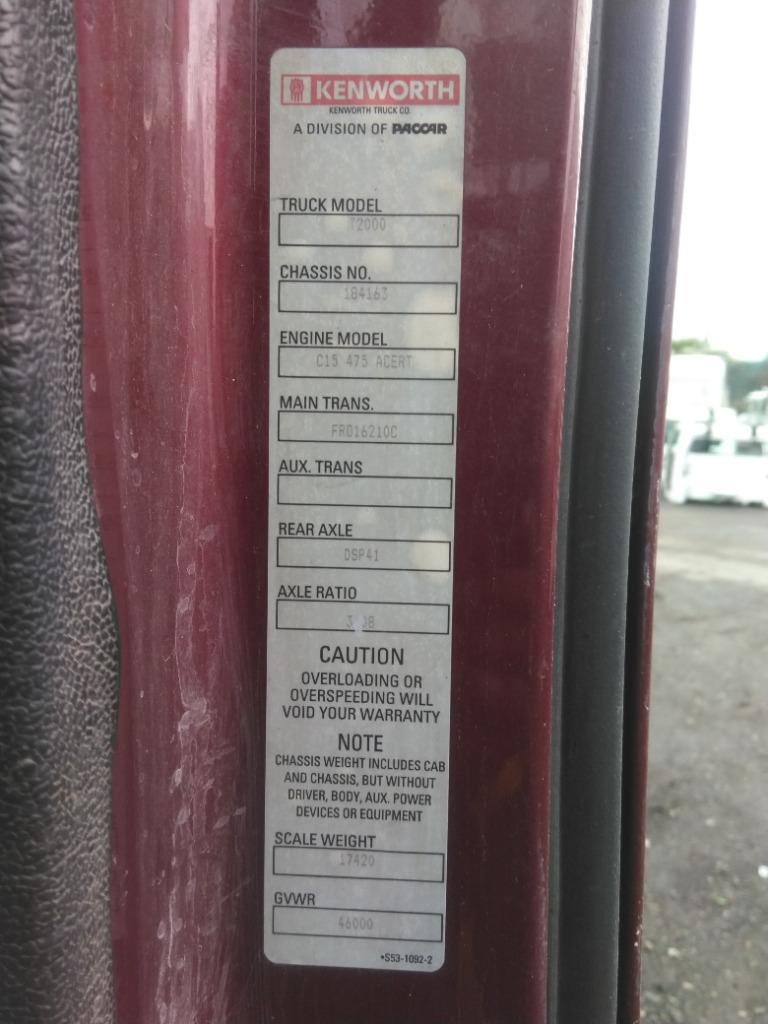 KENWORTH
KENWORTH TRUCK CO.
A DIVISION OF PACCAR
TRUCK MODEL
T2000
CHASSIS NO.
184163
ENGINE MODEL
C15 475 ACERT
MAIN TRANS.
FRO16210C
AUX. TRANS
REAR AXLE
DSP41
AXLE RATIO
CAUTION
OVERLOADING OR
OVERSPEEDING WILL
VOID YOUR WARRANTY
NOTE
CHASSIS WEIGHT INCLUDES CAB
AND CHASSIS, BUT WITHOUT
DRIVER, BODY, AUX. POWER
DEVICES OR EQUIPMENT
SCALE WEIGHT
17420
GVWR
46000
•S53-1092-2